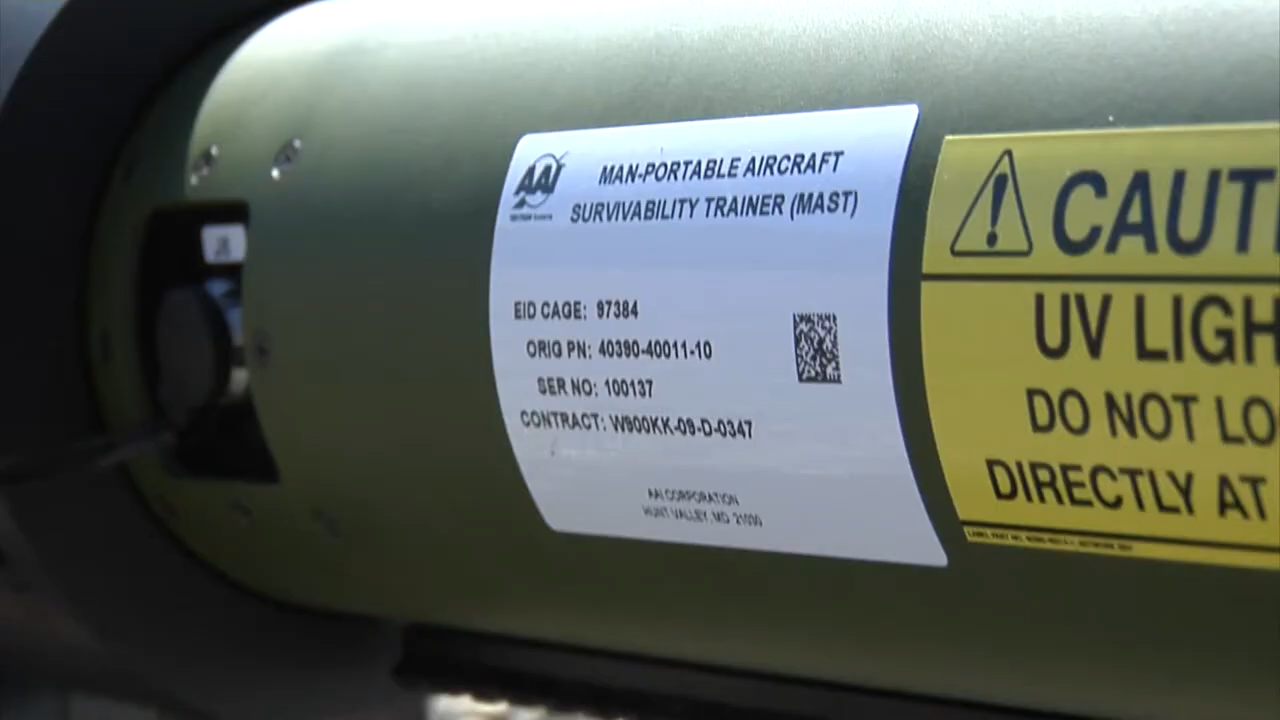 AAI
MAN-PORTABLE AIRCRAFT
SURVIVABILITY TRAINER (MAST)
EID CAGE: 97384
ORIG PN: 40390-40011-10
SER NO: 100137
CONTRACT: W900KK-09-D-0347
AAI CORPORATION
HUNT VALLEY, MD 21030
CAUT
UV LIGH
DO NOT LO
DIRECTLY AT